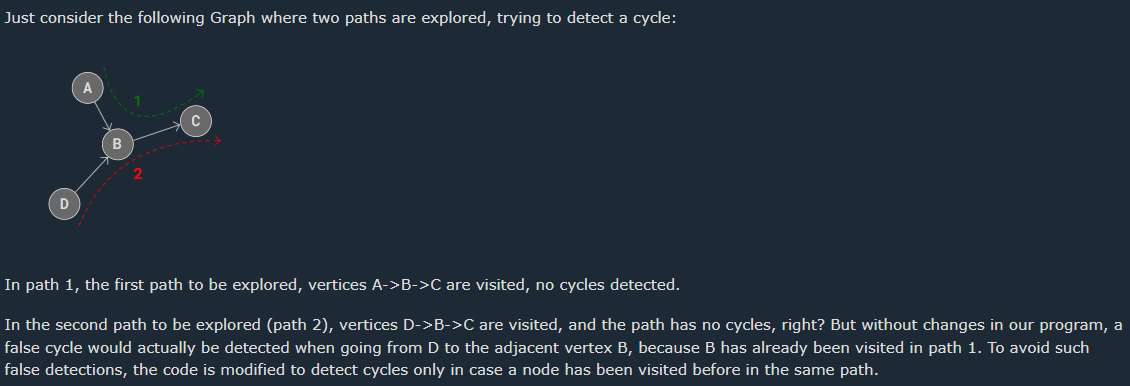 Just consider the following Graph where two paths are explored, trying to detect a cycle:
A
1
C
B
2
D
In path 1, the first path to be explored, vertices A->B->C are visited, no cycles detected.
In the second path to be explored (path 2), vertices D->B->C are visited, and the path has no cycles, right? But without changes in our program, a
false cycle would actually be detected when going from D to the adjacent vertex B, because B has already been visited in path 1. To avoid such
false detections, the code is modified to detect cycles only in case a node has been visited before in the same path.